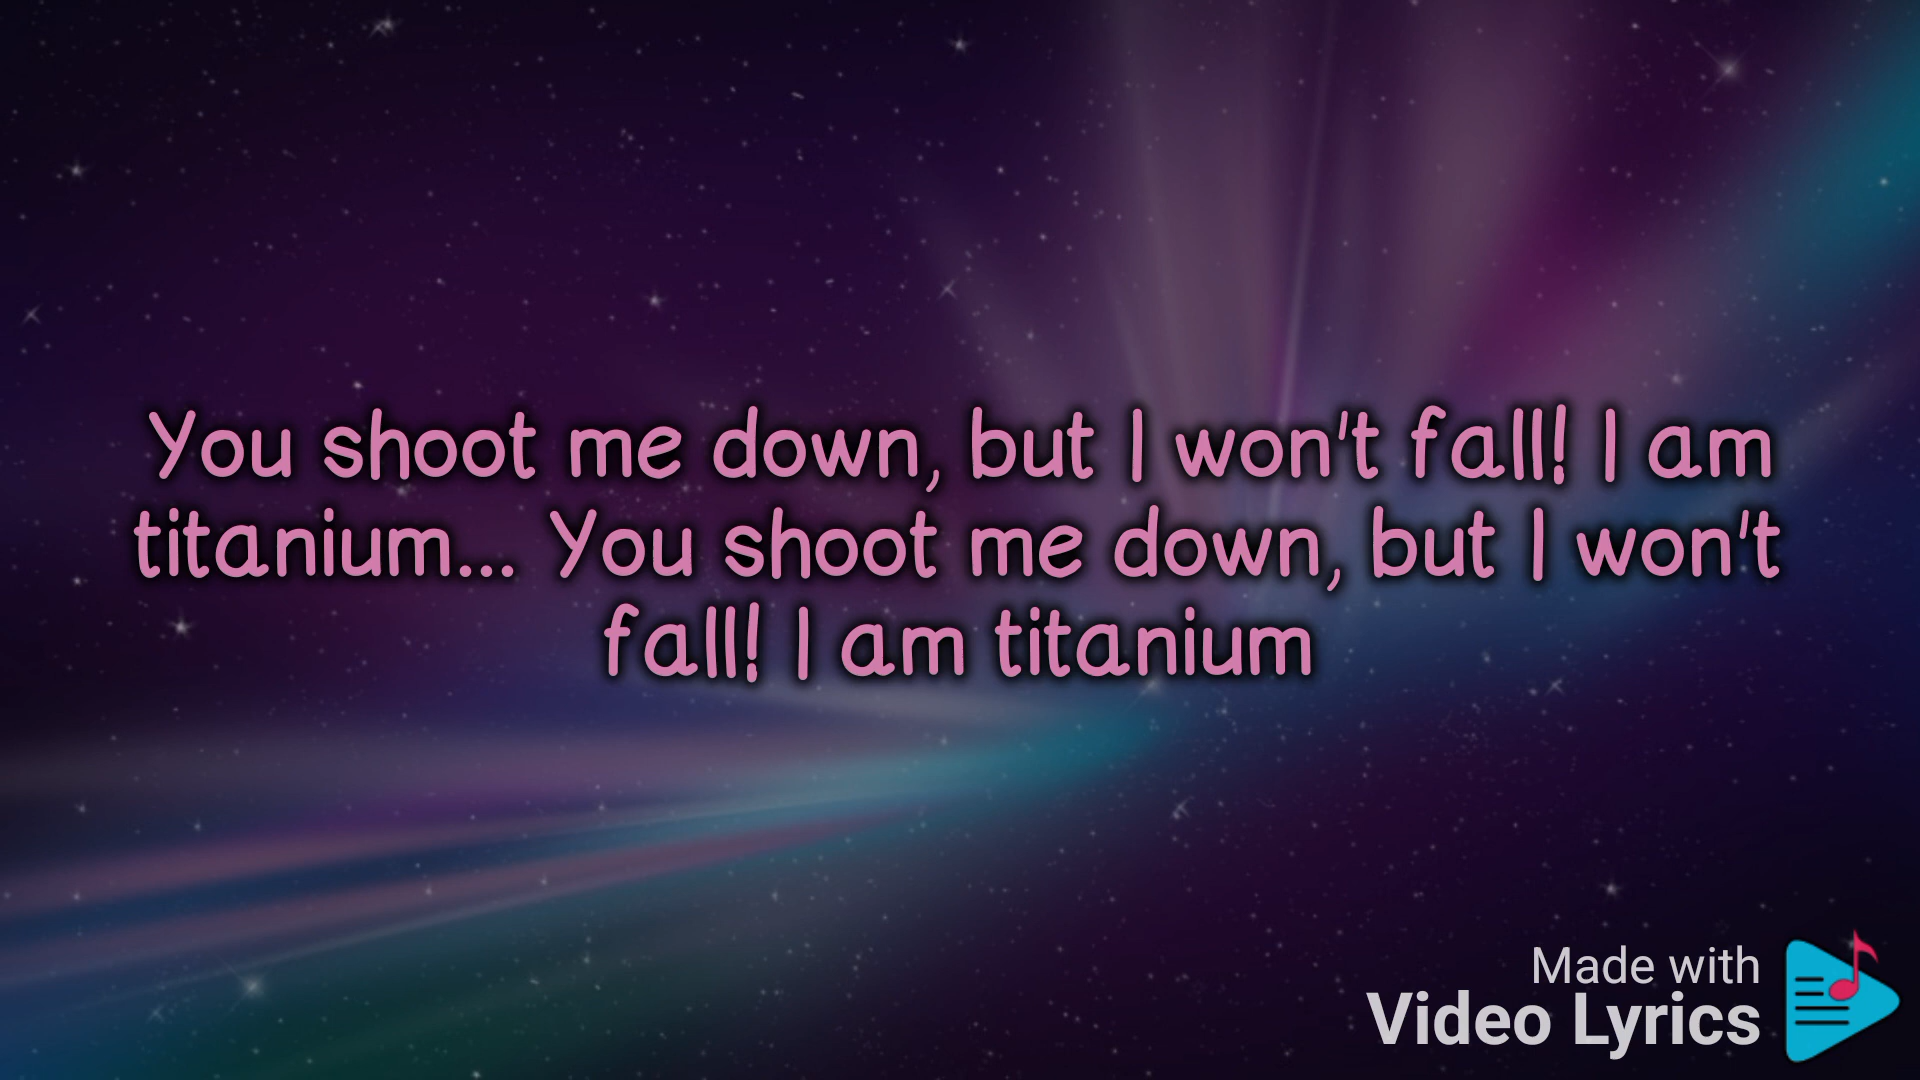 You shoot me down, but I won't fall! I am
titanium... You shoot me down, but I won't
fall! I am titanium
Made with
Video Lyrics